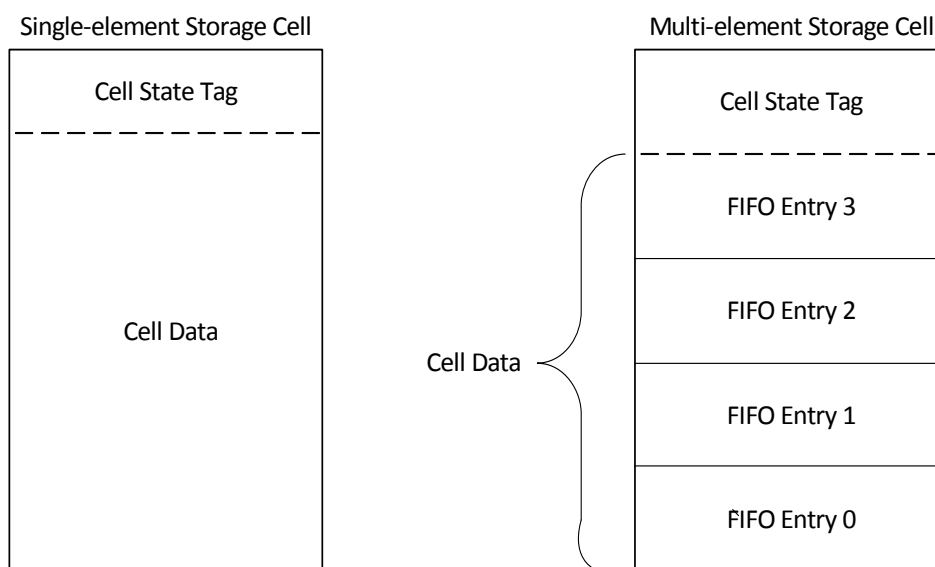 Single-element Storage Cell
Cell State Tag
Cell Data
Multi-element Storage Cell
Cell State Tag
FIFO Entry 3
FIFO Entry 2
Cell Data
FIFO Entry 1
FIFO Entry 0